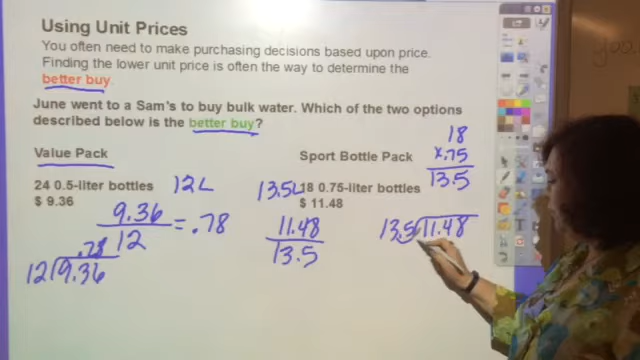 Using Unit Prices
You often need to make purchasing decisions based upon price.
Finding the lower unit price is often the way to determine the
better buy.
June went to a Sam's to buy bulk water. Which of the two options
described below is the better buy?
18
x.75
13.5
Value Pack
Sport Bottle Pack
24 0.5-liter bottles 12L
$ 9.36
13.5L 18 0.75-liter bottles
$ 11.48
9.36
12
= .78
.78
12 9.36
11.48
13.5
13.5 11.48
you